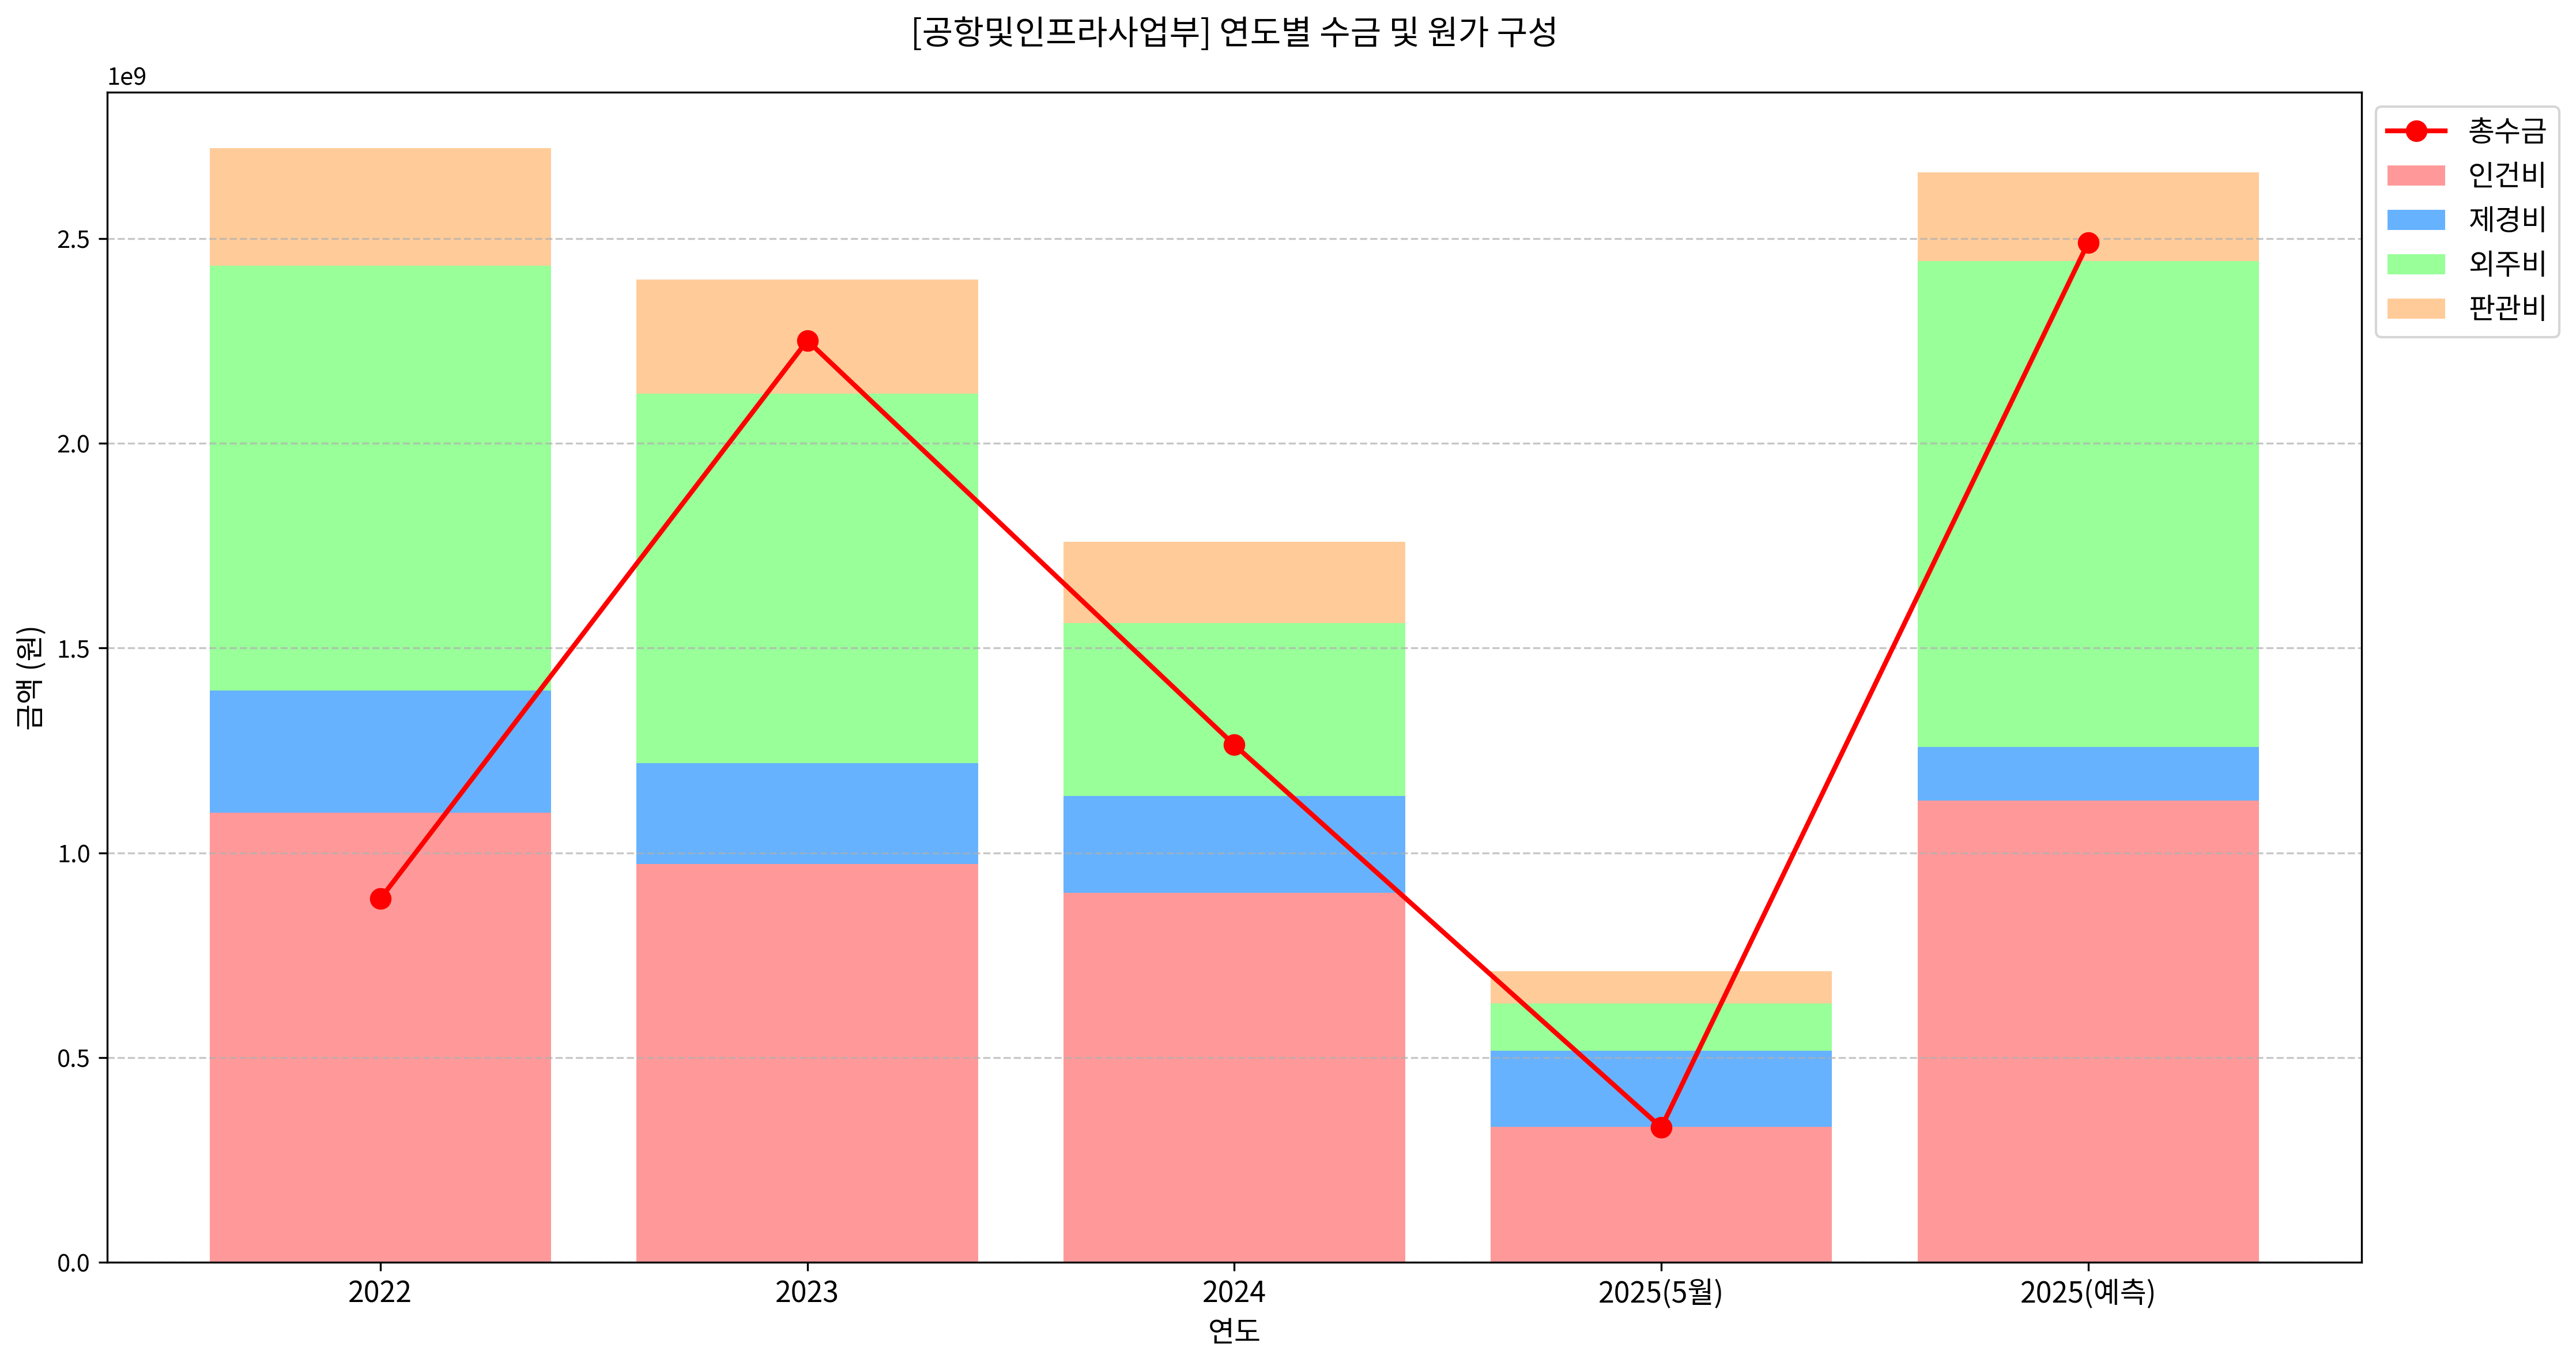 [공항및인프라사업부] 연도별 수금 및 원가 구성
1e9
총수금
인건비
제경비
외주비
판관비
2.5
2.0
1.5
1.0
0.5
0.0
금액 (원)
2022
2023
2024
2025(5월)
2025(예측)
연도